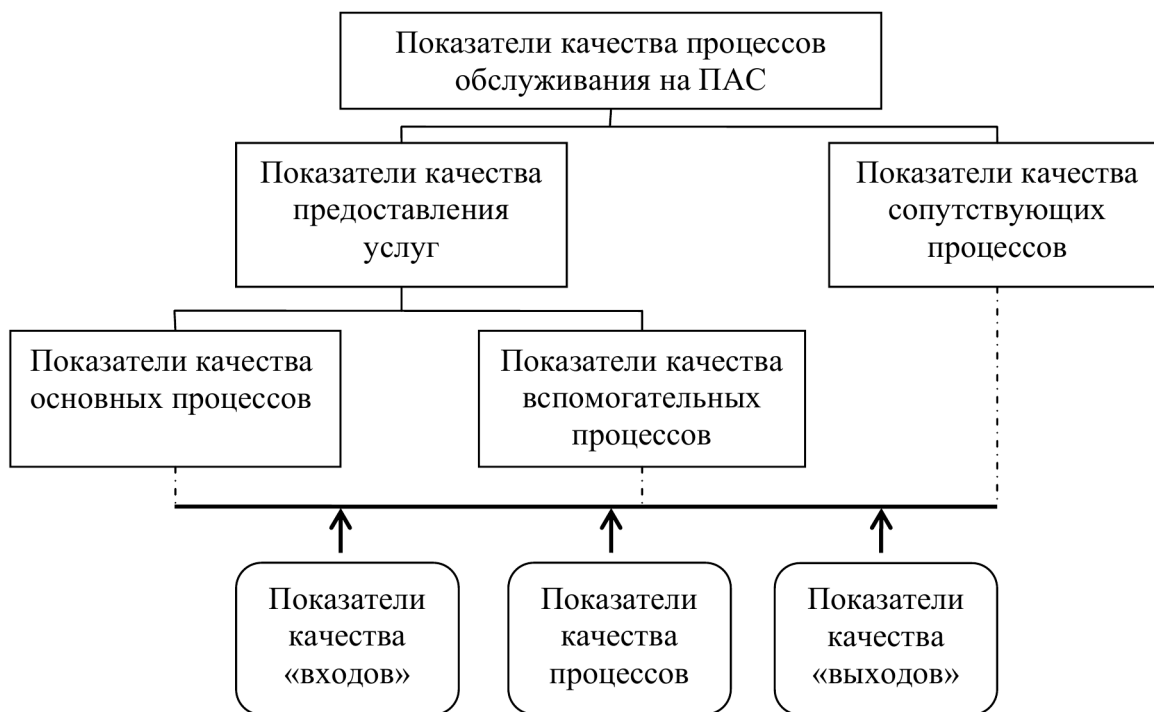 Показатели качества процессов
обслуживания на ПАС
Показатели качества
предоставления
услуг
Показатели качества
сопутствующих
процессов
Показатели качества
основных процессов
Показатели качества
вспомогательных
процессов
Показатели
качества
«входов»
Показатели
качества
процессов
Показатели
качества
«выходов»